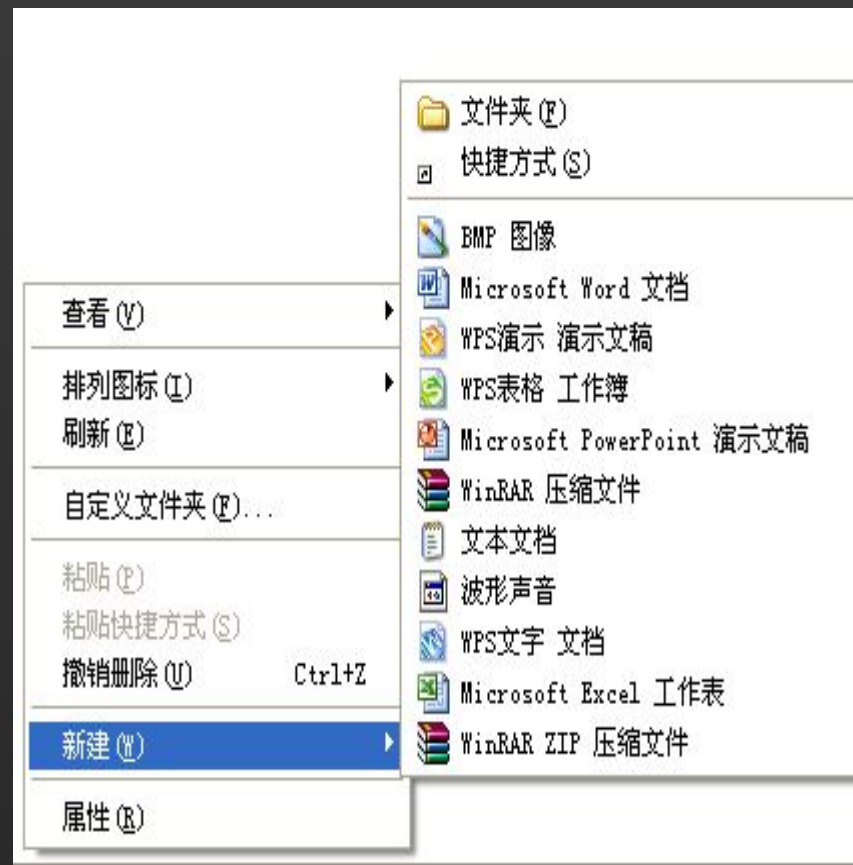 查看(V)
排列图标(I)
刷新(E)
自定义文件夹(F)...
粘贴(P)
粘贴快捷方式(S)
撤销删除(U) Ctrl+Z
新建(W)
属性(R)
文件夹(F)
快捷方式(S)
BMP 图像
Microsoft Word 文档
WPS演示 演示文稿
WPS表格 工作簿
Microsoft PowerPoint 演示文稿
WinRAR 压缩文件
文本文档
波形声音
WPS文字 文档
Microsoft Excel 工作表
WinRAR ZIP 压缩文件